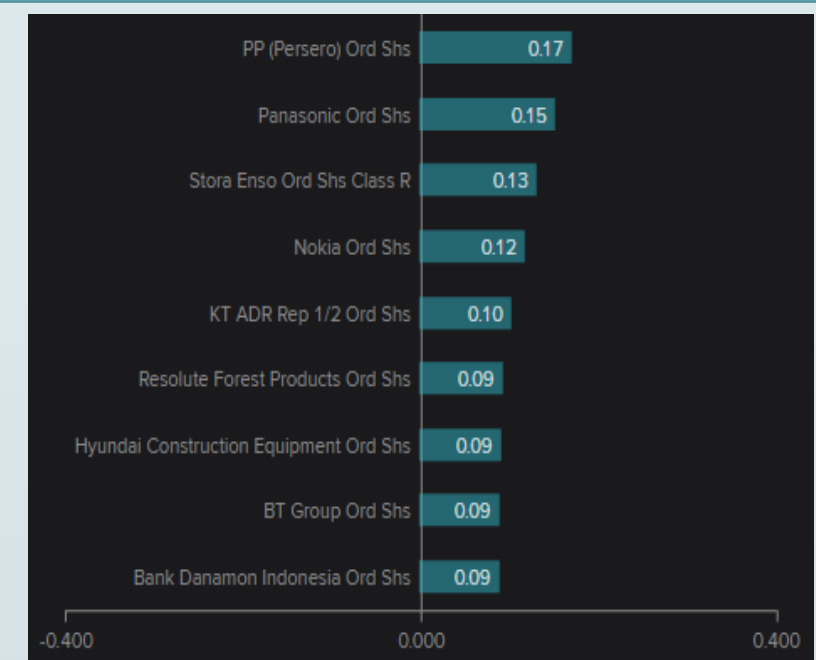 PP (Persero) Ord Shs 0.17
Panasonic Ord Shs 0.15
Stora Enso Ord Shs Class R 0.13
Nokia Ord Shs 0.12
KT ADR Rep 1/2 Ord Shs 0.10
Resolute Forest Products Ord Shs 0.09
Hyundai Construction Equipment Ord Shs 0.09
BT Group Ord Shs 0.09
Bank Danamon Indonesia Ord Shs 0.09
-0.400 0.000 0.400